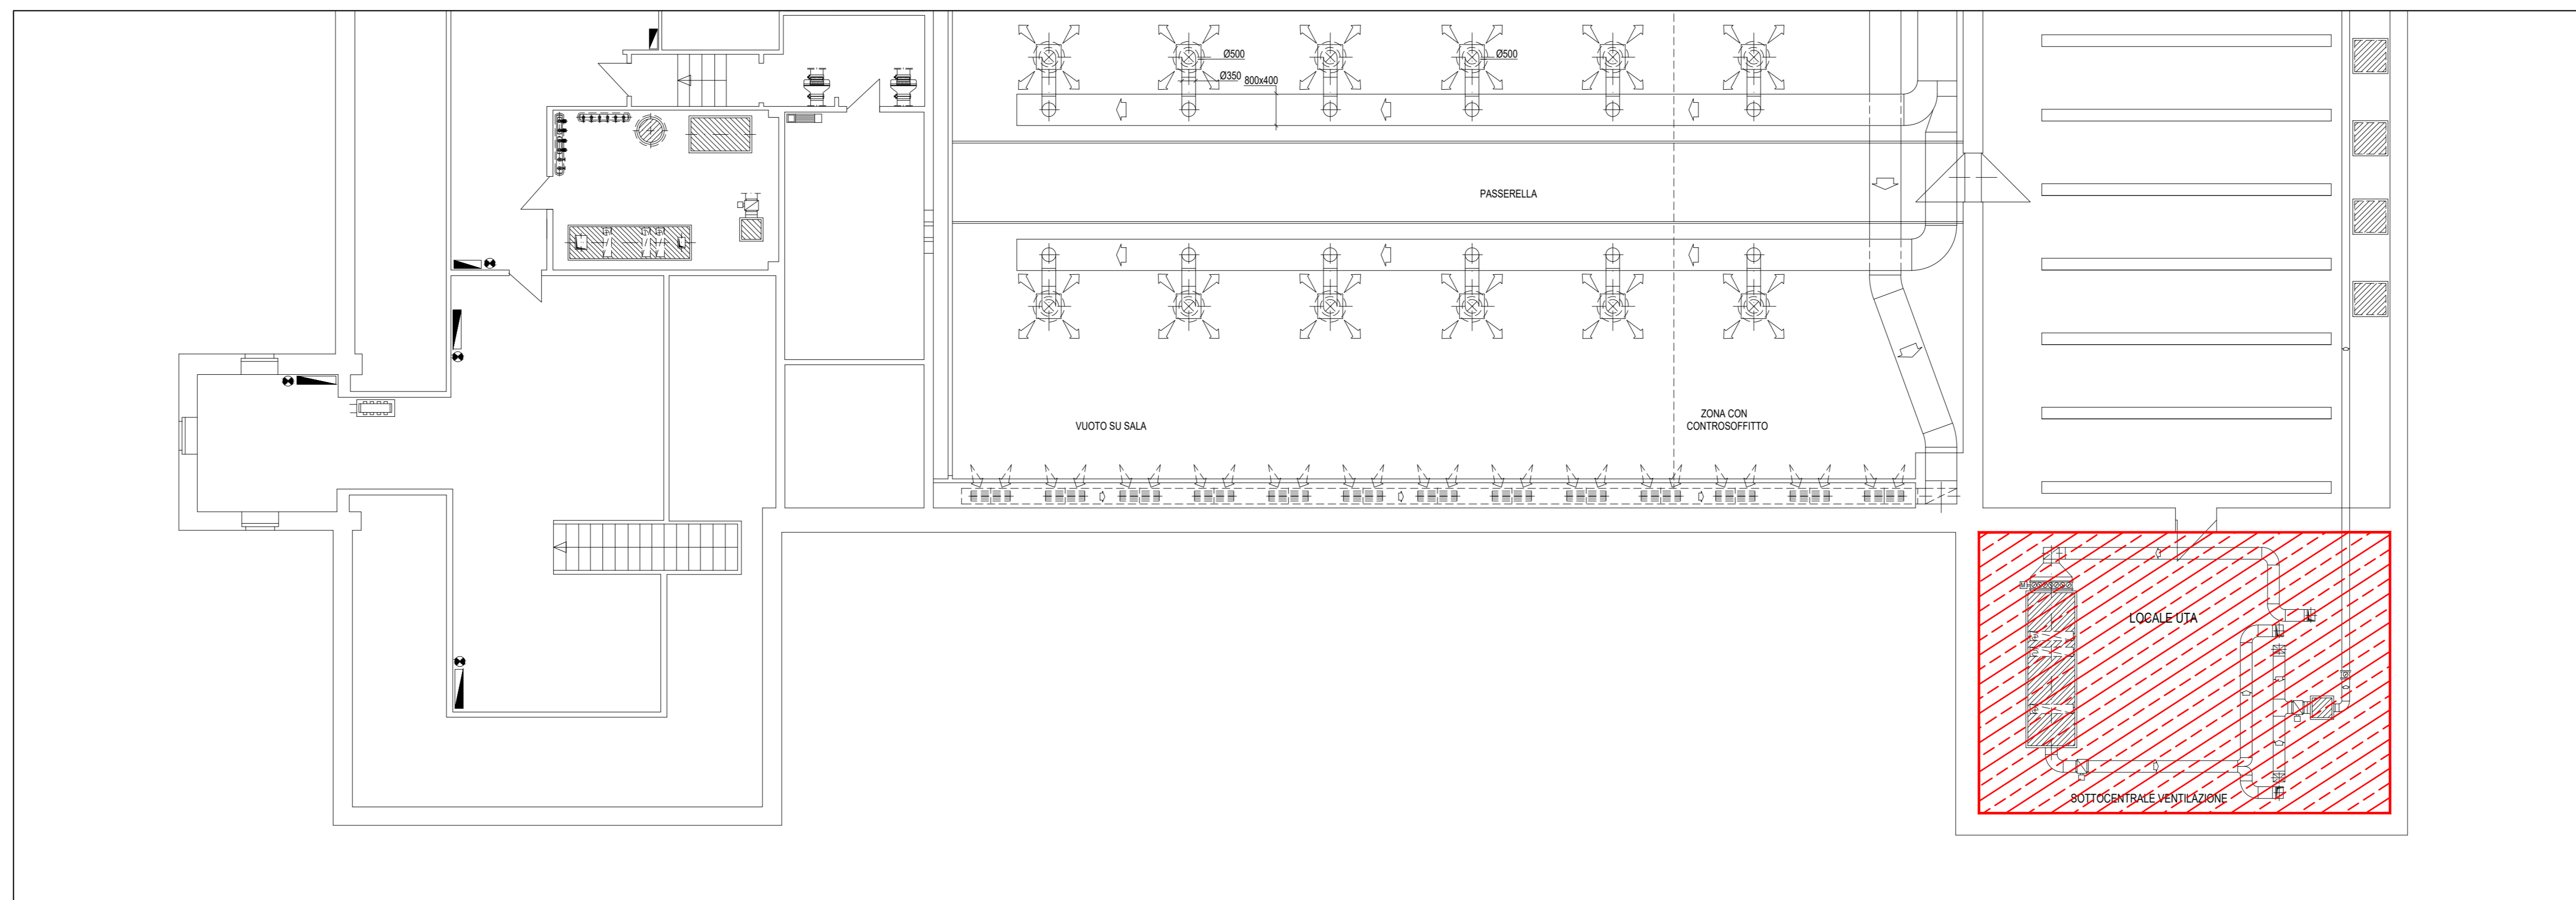 Ø500
Ø500
Ø350
800x400
PASSERELLA
VUOTO SU SALA
ZONA CON
CONTROSOFFITTO
LOCALE UTA
SOTTOCENTRALE VENTILAZIONE